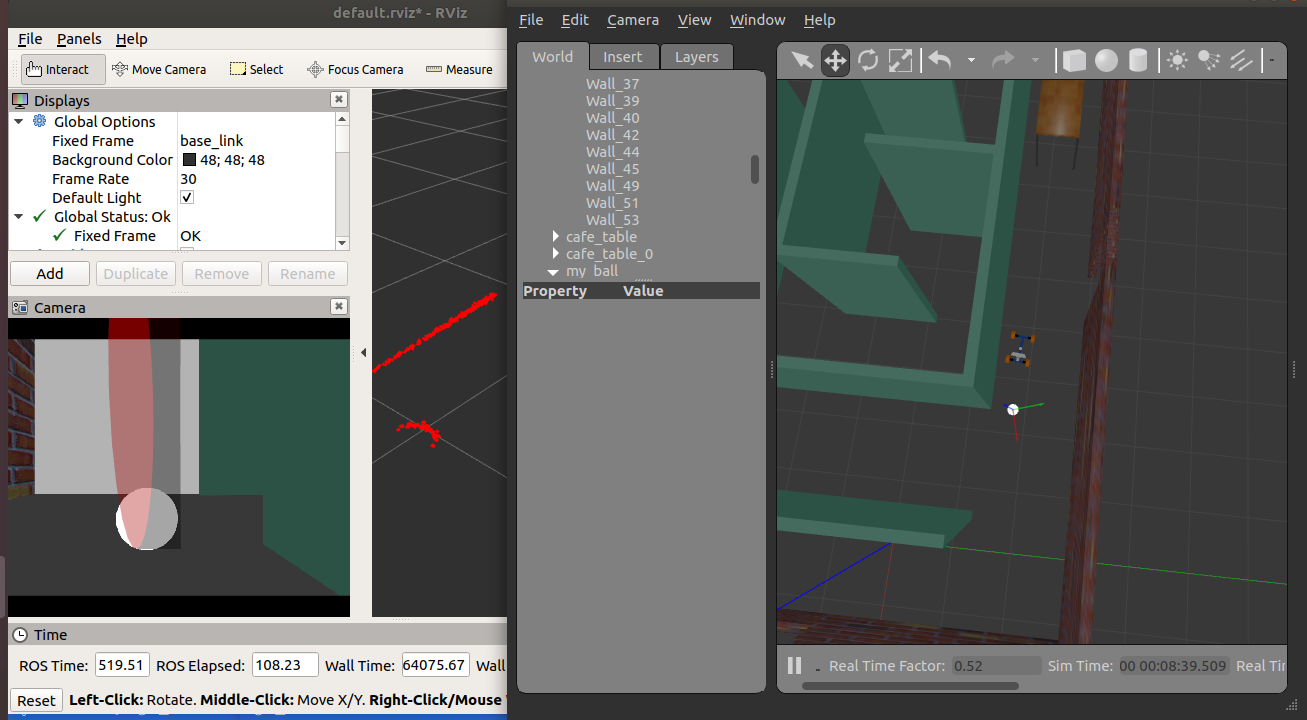 default.rviz* - RViz
File Panels Help
Interact Move Camera Select Focus Camera Measure
Displays
Global Options
Fixed Frame base_link
Background Color 48; 48; 48
Frame Rate 30
Default Light
Global Status: Ok
Fixed Frame OK
Add Duplicate Remove Rename
Camera
Time
ROS Time: 519.51 ROS Elapsed: 108.23 Wall Time: 64075.67 Wall
Reset Left-Click: Rotate. Middle-Click: Move X/Y. Right-Click/Mouse
File Edit Camera View Window Help
World Insert Layers
Wall_37
Wall_39
Wall_40
Wall_42
Wall_44
Wall_45
Wall_49
Wall_51
Wall_53
cafe_table
cafe_table_0
my_ball
Property Value
Real Time Factor: 0.52 Sim Time: 00 00:08:39.509 Real Ti